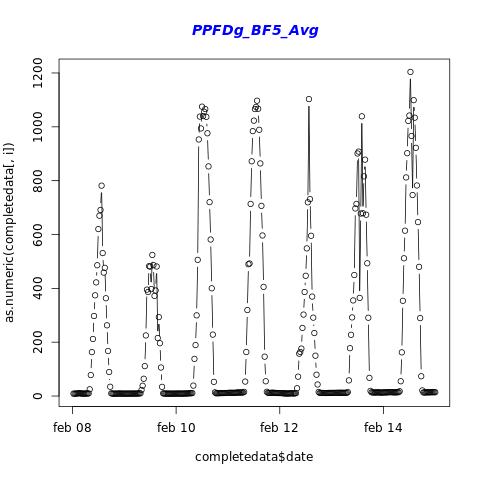 PPFDg_BF5_Avg
as.numeric(completedata[, i])
1200
1000
800
600
400
200
0
feb 08
feb 10
feb 12
feb 14
completedata$date